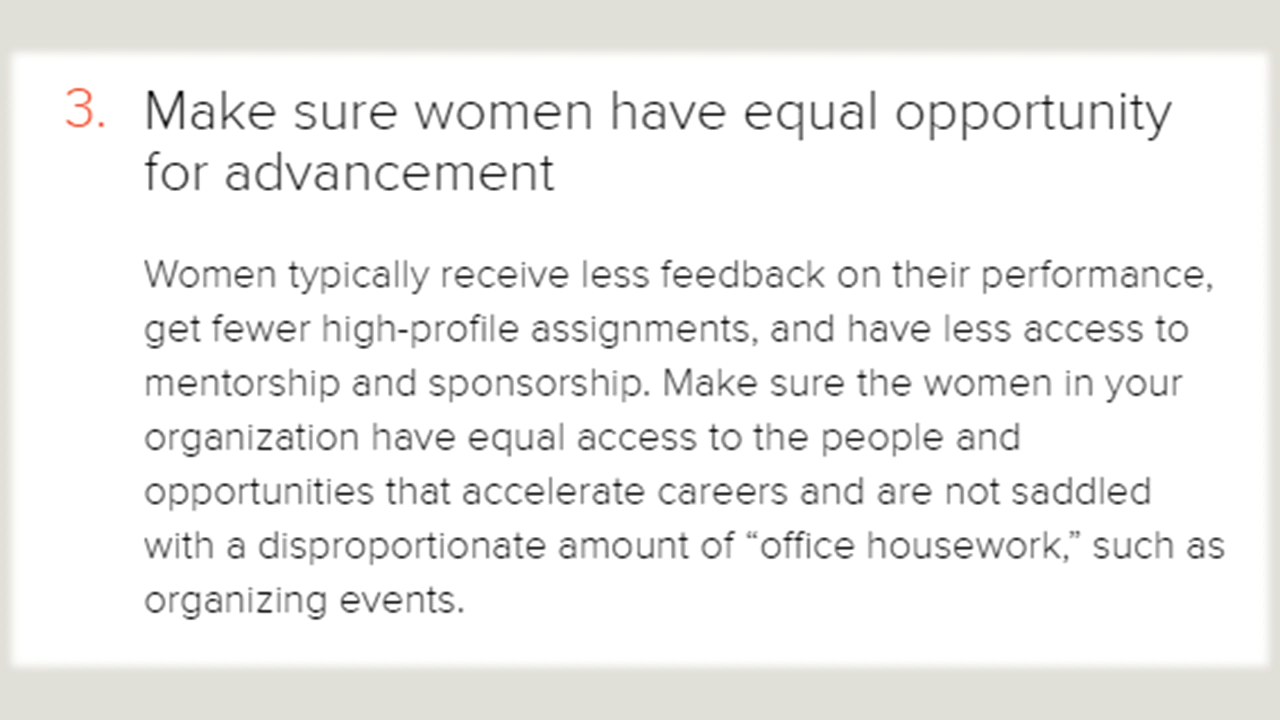 3. Make sure women have equal opportunity
for advancement
Women typically receive less feedback on their performance,
get fewer high-profile assignments, and have less access to
mentorship and sponsorship. Make sure the women in your
organization have equal access to the people and
opportunities that accelerate careers and are not saddled
with a disproportionate amount of “office housework,” such as
organizing events.